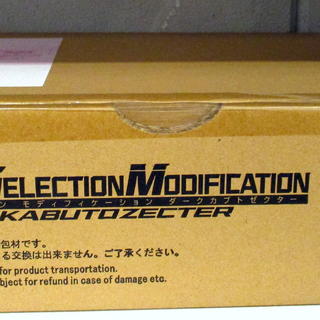 SELECTION MODIFICATION
ン モディフィケーション ダークカブトゼクター
KABUTOZECTER
包材です。
る交換は出来ません。ご了承ください。
for product transportation.
bject for refund in case of damage etc.